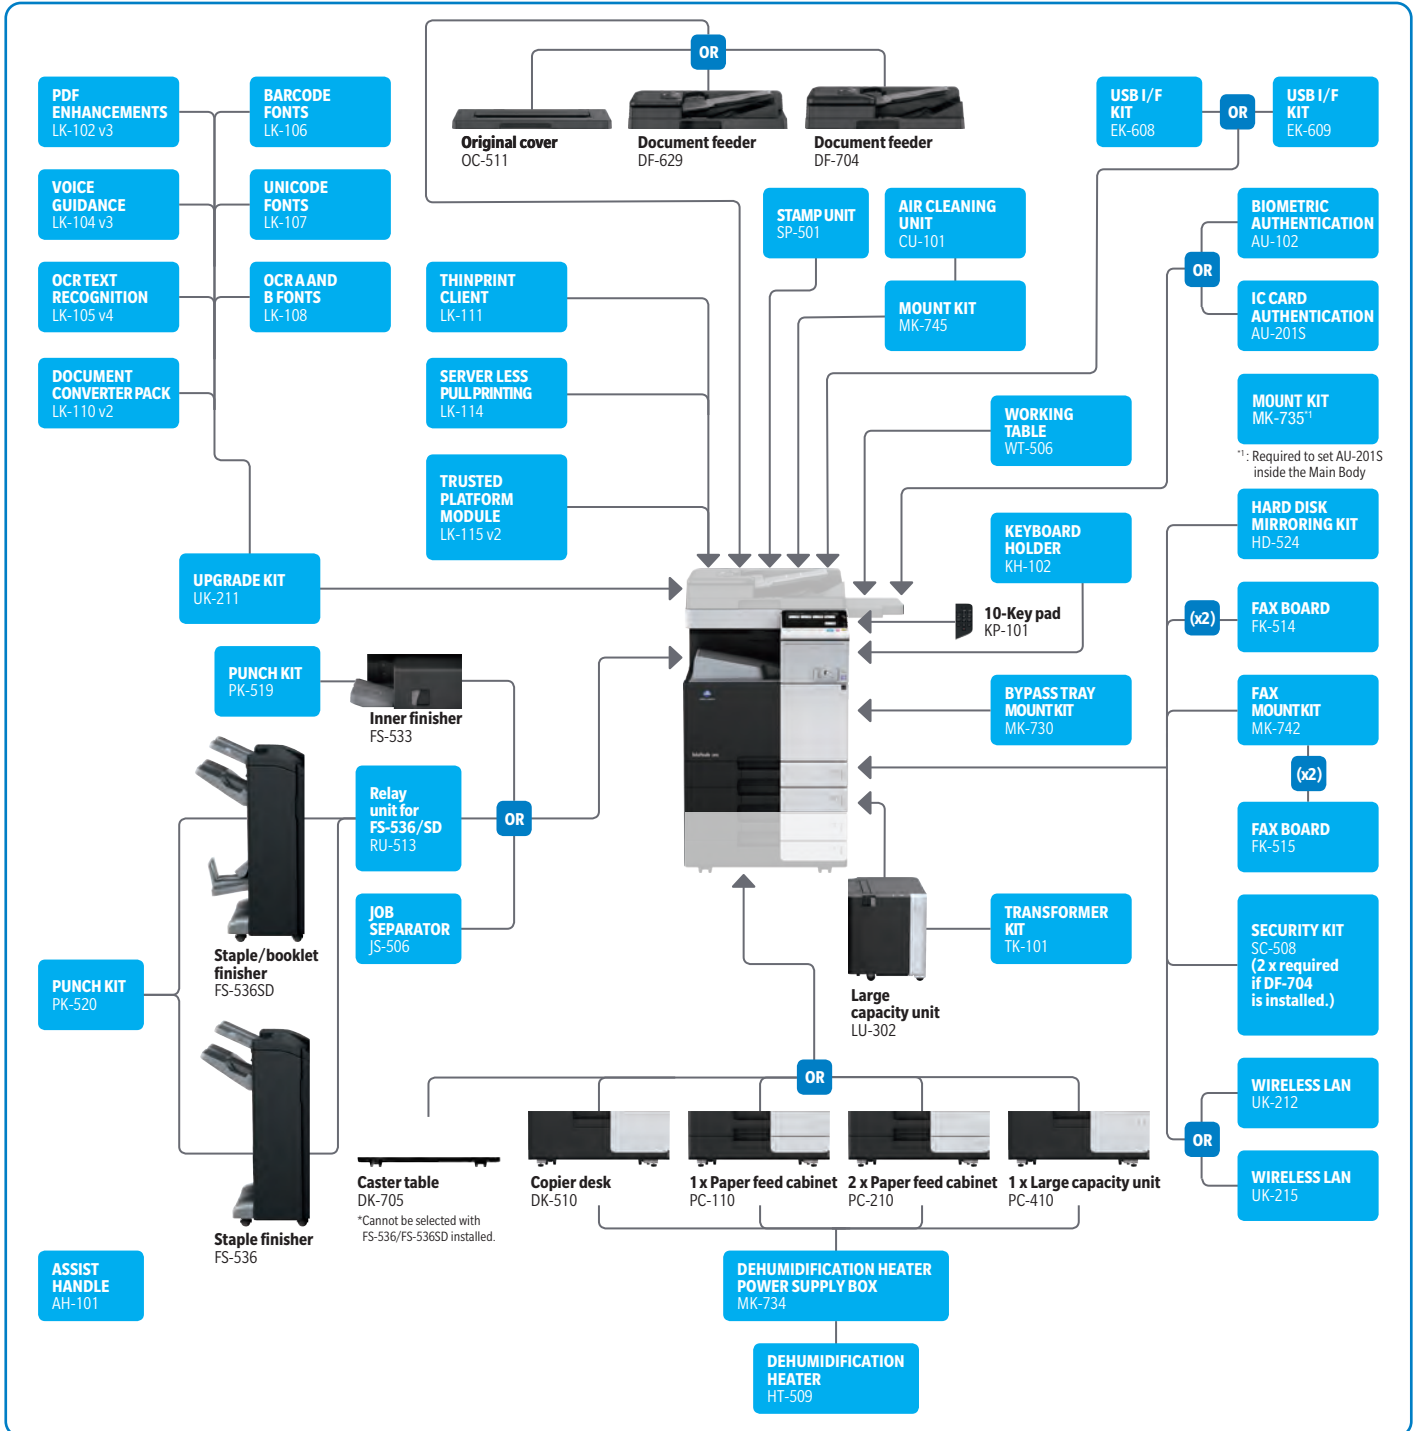 OR
PDF
ENHANCEMENTS
LK-102 v3
BARCODE
FONTS
LK-106
Original cover
OC-511
Document feeder
DF-629
Document feeder
DF-704
USB I/F
KIT
EK-608
OR
USB I/F
KIT
EK-609
VOICE
GUIDANCE
LK-104 v3
UNICODE
FONTS
LK-107
STAMP UNIT
SP-501
AIR CLEANING
UNIT
CU-101
BIOMETRIC
AUTHENTICATION
AU-102
OR
OCR TEXT
RECOGNITION
LK-105 v4
OCR A AND
B FONTS
LK-108
THINPRINT
CLIENT
LK-111
MOUNT KIT
MK-745
IC CARD
AUTHENTICATION
AU-201S
DOCUMENT
CONVERTER PACK
LK-110 v2
SERVER LESS
PULL PRINTING
LK-114
WORKING
TABLE
WT-506
MOUNT KIT
MK-735*1
*1: Required to set AU-201S
inside the Main Body
TRUSTED
PLATFORM
MODULE
LK-115 v2
KEYBOARD
HOLDER
KH-102
HARD DISK
MIRRORING KIT
HD-524
UPGRADE KIT
UK-211
10-Key pad
KP-101
(x2)
FAX BOARD
FK-514
PUNCH KIT
PK-519
Inner finisher
FS-533
BYPASS TRAY
MOUNT KIT
MK-730
FAX
MOUNT KIT
MK-742
(x2)
Relay
unit for
FS-536/SD
RU-513
OR
FAX BOARD
FK-515
JOB
SEPARATOR
JS-506
TRANSFORMER
KIT
TK-101
SECURITY KIT
SC-508
(2 x required
if DF-704
is installed.)
Staple/booklet
finisher
FS-536SD
PUNCH KIT
PK-520
Large
capacity unit
LU-302
OR
WIRELESS LAN
UK-212
OR
WIRELESS LAN
UK-215
Caster table
DK-705
*Cannot be selected with
FS-536/FS-536SD installed.
Copier desk
DK-510
1 x Paper feed cabinet
PC-110
2 x Paper feed cabinet
PC-210
1 x Large capacity unit
PC-410
Staple finisher
FS-536
ASSIST
HANDLE
AH-101
DEHUMIDIFICATION HEATER
POWER SUPPLY BOX
MK-734
DEHUMIDIFICATION
HEATER
HT-509